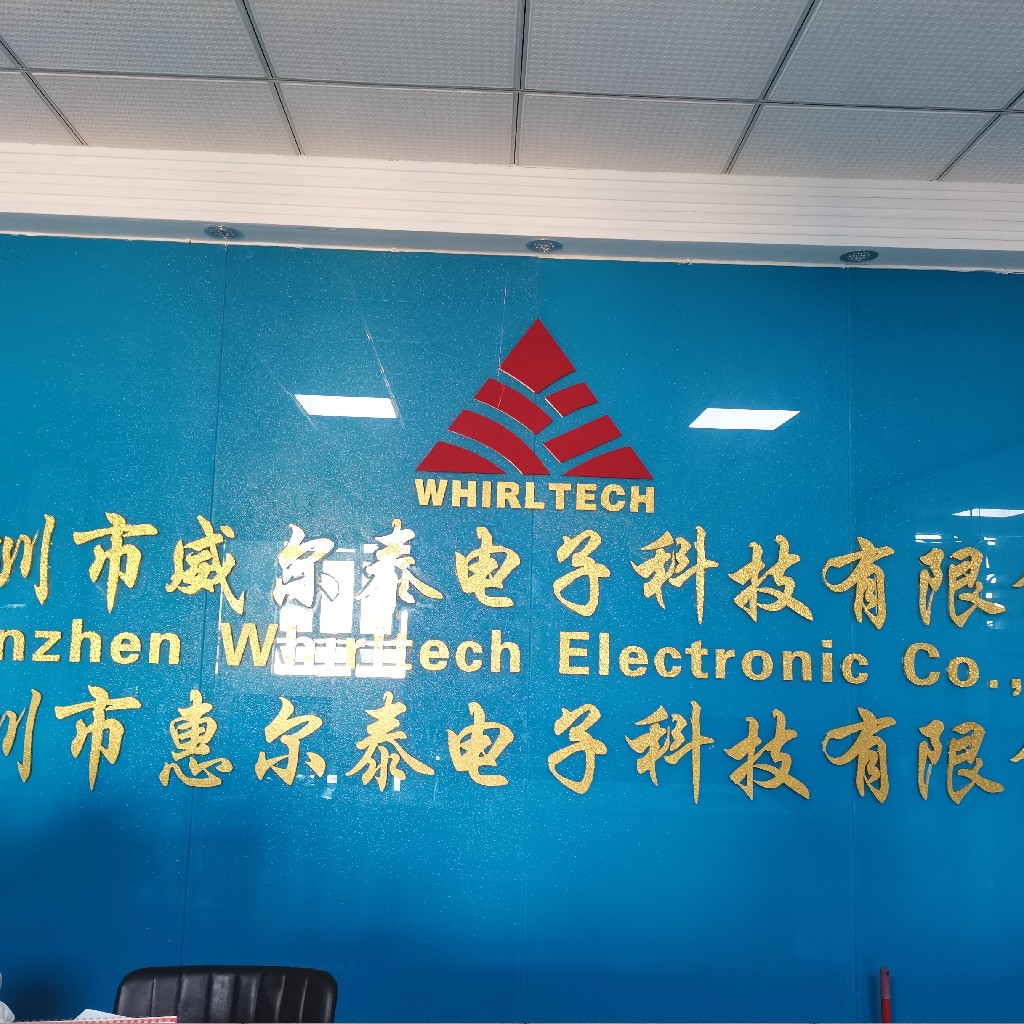 WHIRLTECH
圳市威尔泰电子科技有限
nzhen Whirltech Electronic Co.,
圳市惠尔泰电子科技有限